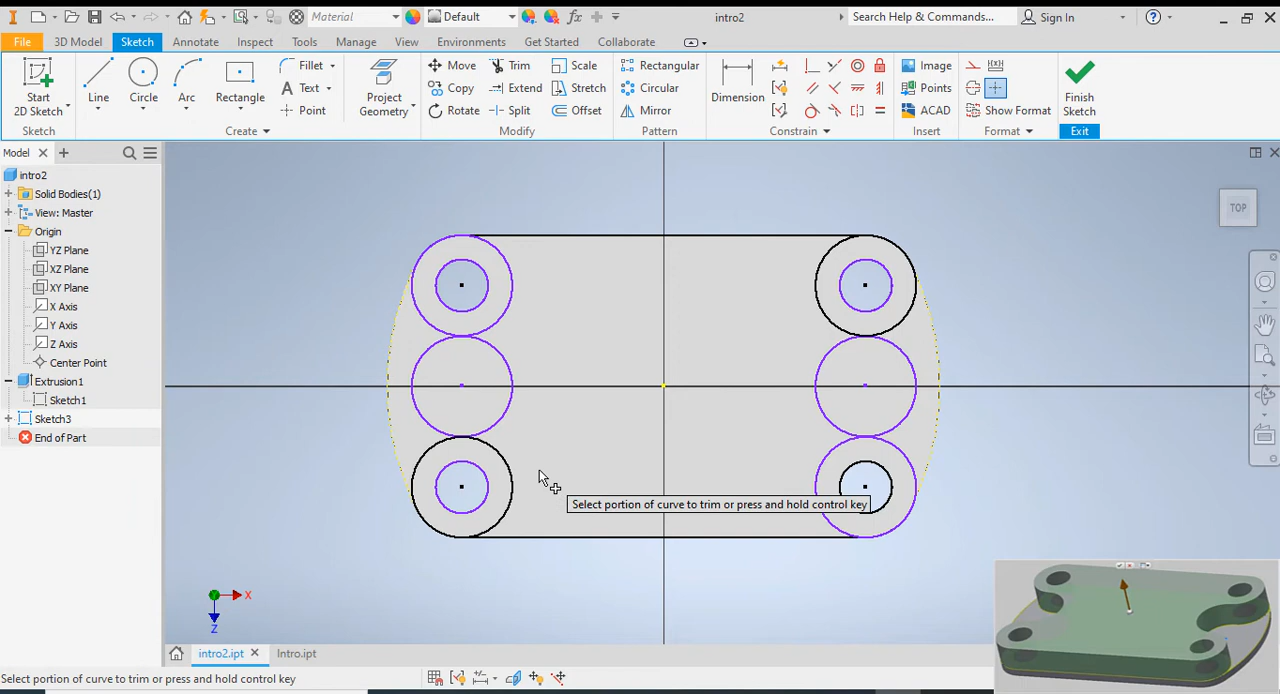 Material
Default
fx
intro2
Search Help & Commands...
Sign In
File
3D Model
Sketch
Annotate
Inspect
Tools
Manage
View
Environments
Get Started
Collaborate
Start
2D Sketch
Line
Circle
Arc
Rectangle
Fillet
Text
Point
Project
Geometry
Move
Copy
Rotate
Trim
Extend
Split
Scale
Stretch
Offset
Rectangular
Circular
Mirror
Dimension
Image
Points
ACAD
Show Format
Finish
Sketch
Sketch
Create
Modify
Pattern
Constrain
Insert
Format
Exit
Model
intro2
Solid Bodies(1)
View: Master
Origin
YZ Plane
XZ Plane
XY Plane
X Axis
Y Axis
Z Axis
Center Point
Extrusion1
Sketch1
Sketch3
End of Part
TOP
Select portion of curve to trim or press and hold control key
X
Z
intro2.ipt
Intro.ipt
Select portion of curve to trim or press and hold control key